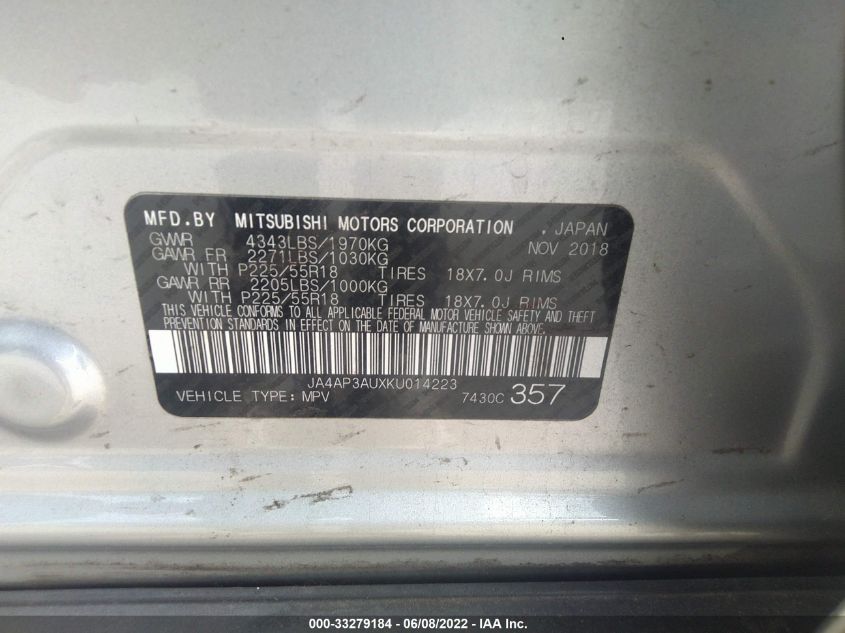 MFD.BY MITSUBISHI MOTORS CORPORATION . JAPAN
GVWR 4343LBS/1970KG NOV 2018
GAWR FR 2271LBS/1030KG
WITH P225/55R18 TIRES 18X7.0J RIMS
GAWR RR 2205LBS/1000KG
WITH P225/55R18 TIRES 18X7.0J RIMS
THIS VEHICLE CONFORMS TO ALL APPLICABLE FEDERAL MOTOR VEHICLE SAFETY AND THEFT
PREVENTION STANDARDS IN EFFECT ON THE DATE OF MANUFACTURE SHOWN ABOVE.
JA4AP3AUXKU014223
VEHICLE TYPE: MPV 7430C 357
000-33279184 - 06/08/2022 - IAA Inc.